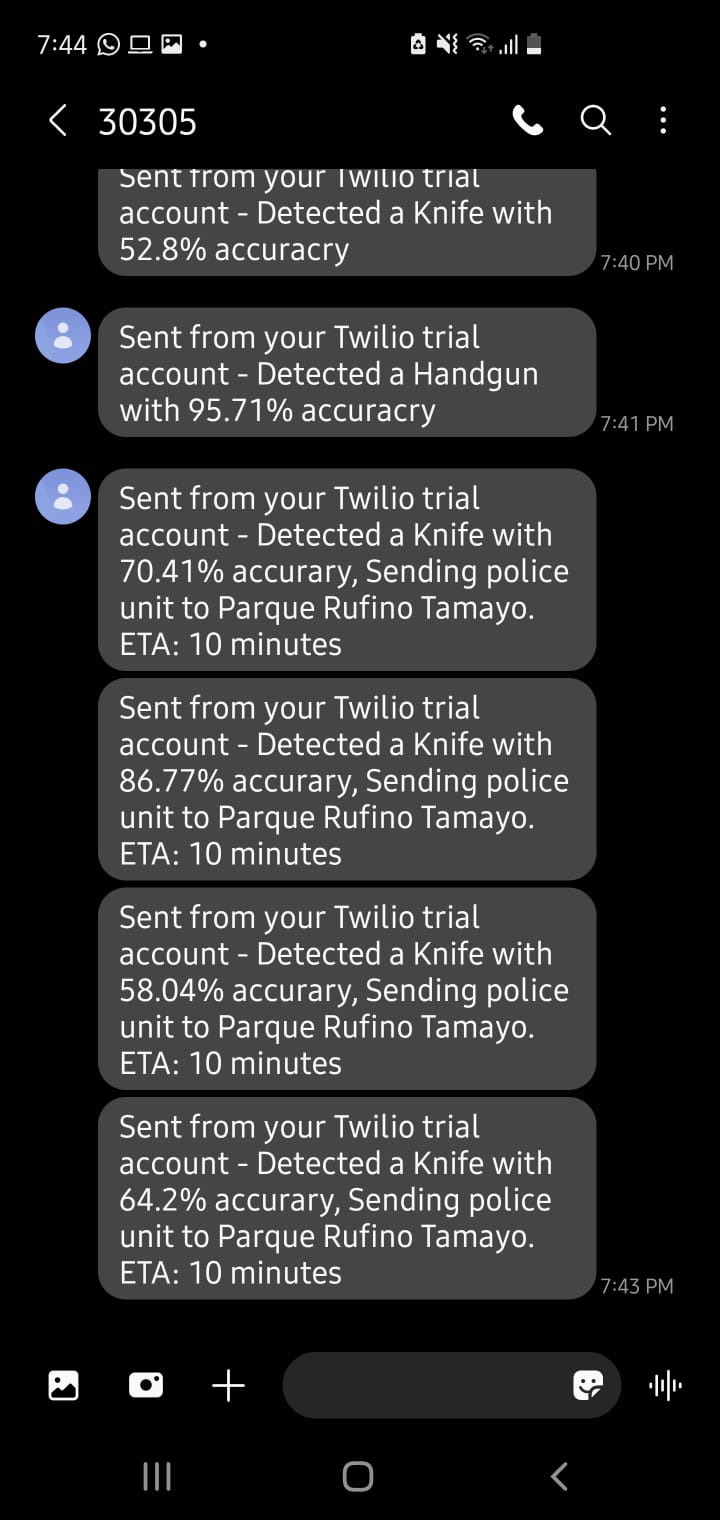 7:44
30305
Sent from your Twilio trial
account - Detected a Knife with
52.8% accuracry
7:40 PM
Sent from your Twilio trial
account - Detected a Handgun
with 95.71% accuracry
7:41 PM
Sent from your Twilio trial
account - Detected a Knife with
70.41% accurary, Sending police
unit to Parque Rufino Tamayo.
ETA: 10 minutes
Sent from your Twilio trial
account - Detected a Knife with
86.77% accurary, Sending police
unit to Parque Rufino Tamayo.
ETA: 10 minutes
Sent from your Twilio trial
account - Detected a Knife with
58.04% accurary, Sending police
unit to Parque Rufino Tamayo.
ETA: 10 minutes
Sent from your Twilio trial
account - Detected a Knife with
64.2% accurary, Sending police
unit to Parque Rufino Tamayo.
ETA: 10 minutes
7:43 PM